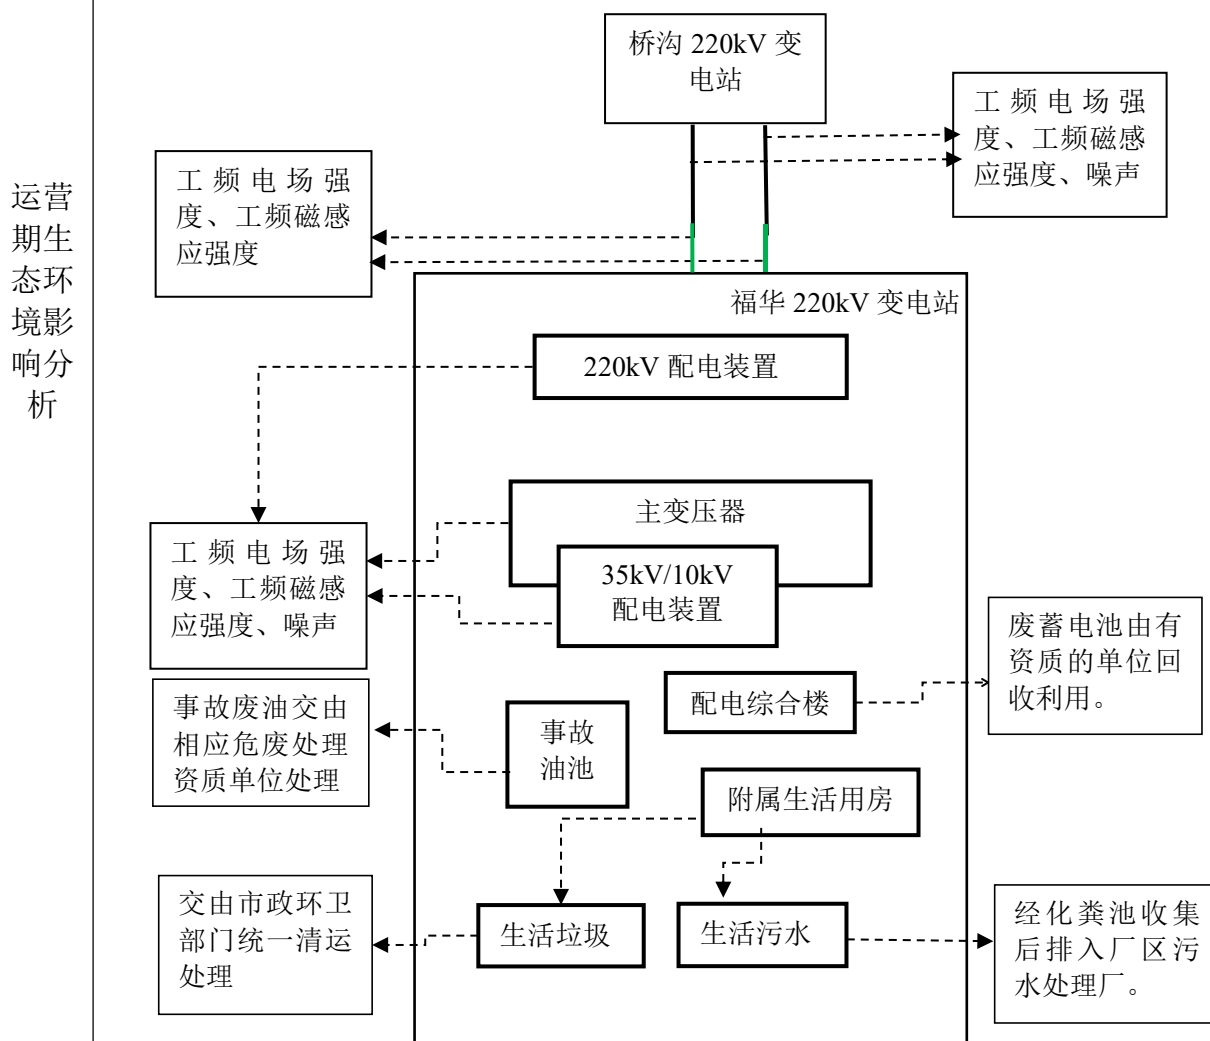 运营
期生
态环
境影
响分
析
桥沟 220kV 变
电站
工频电场强
度、工频磁感
应强度、噪声
工频电场强
度、工频磁感
应强度
福华 220kV 变电站
220kV 配电装置
主变压器
35kV/10kV
配电装置
工频电场强
度、工频磁感
应强度、噪声
废蓄电池由有
资质的单位回
收利用。
配电综合楼
事故废油交由
相应危废处理
资质单位处理
事故
油池
附属生活用房
交由市政环卫
部门统一清运
处理
生活垃圾
生活污水
经化粪池收集
后排入厂区污
水处理厂。